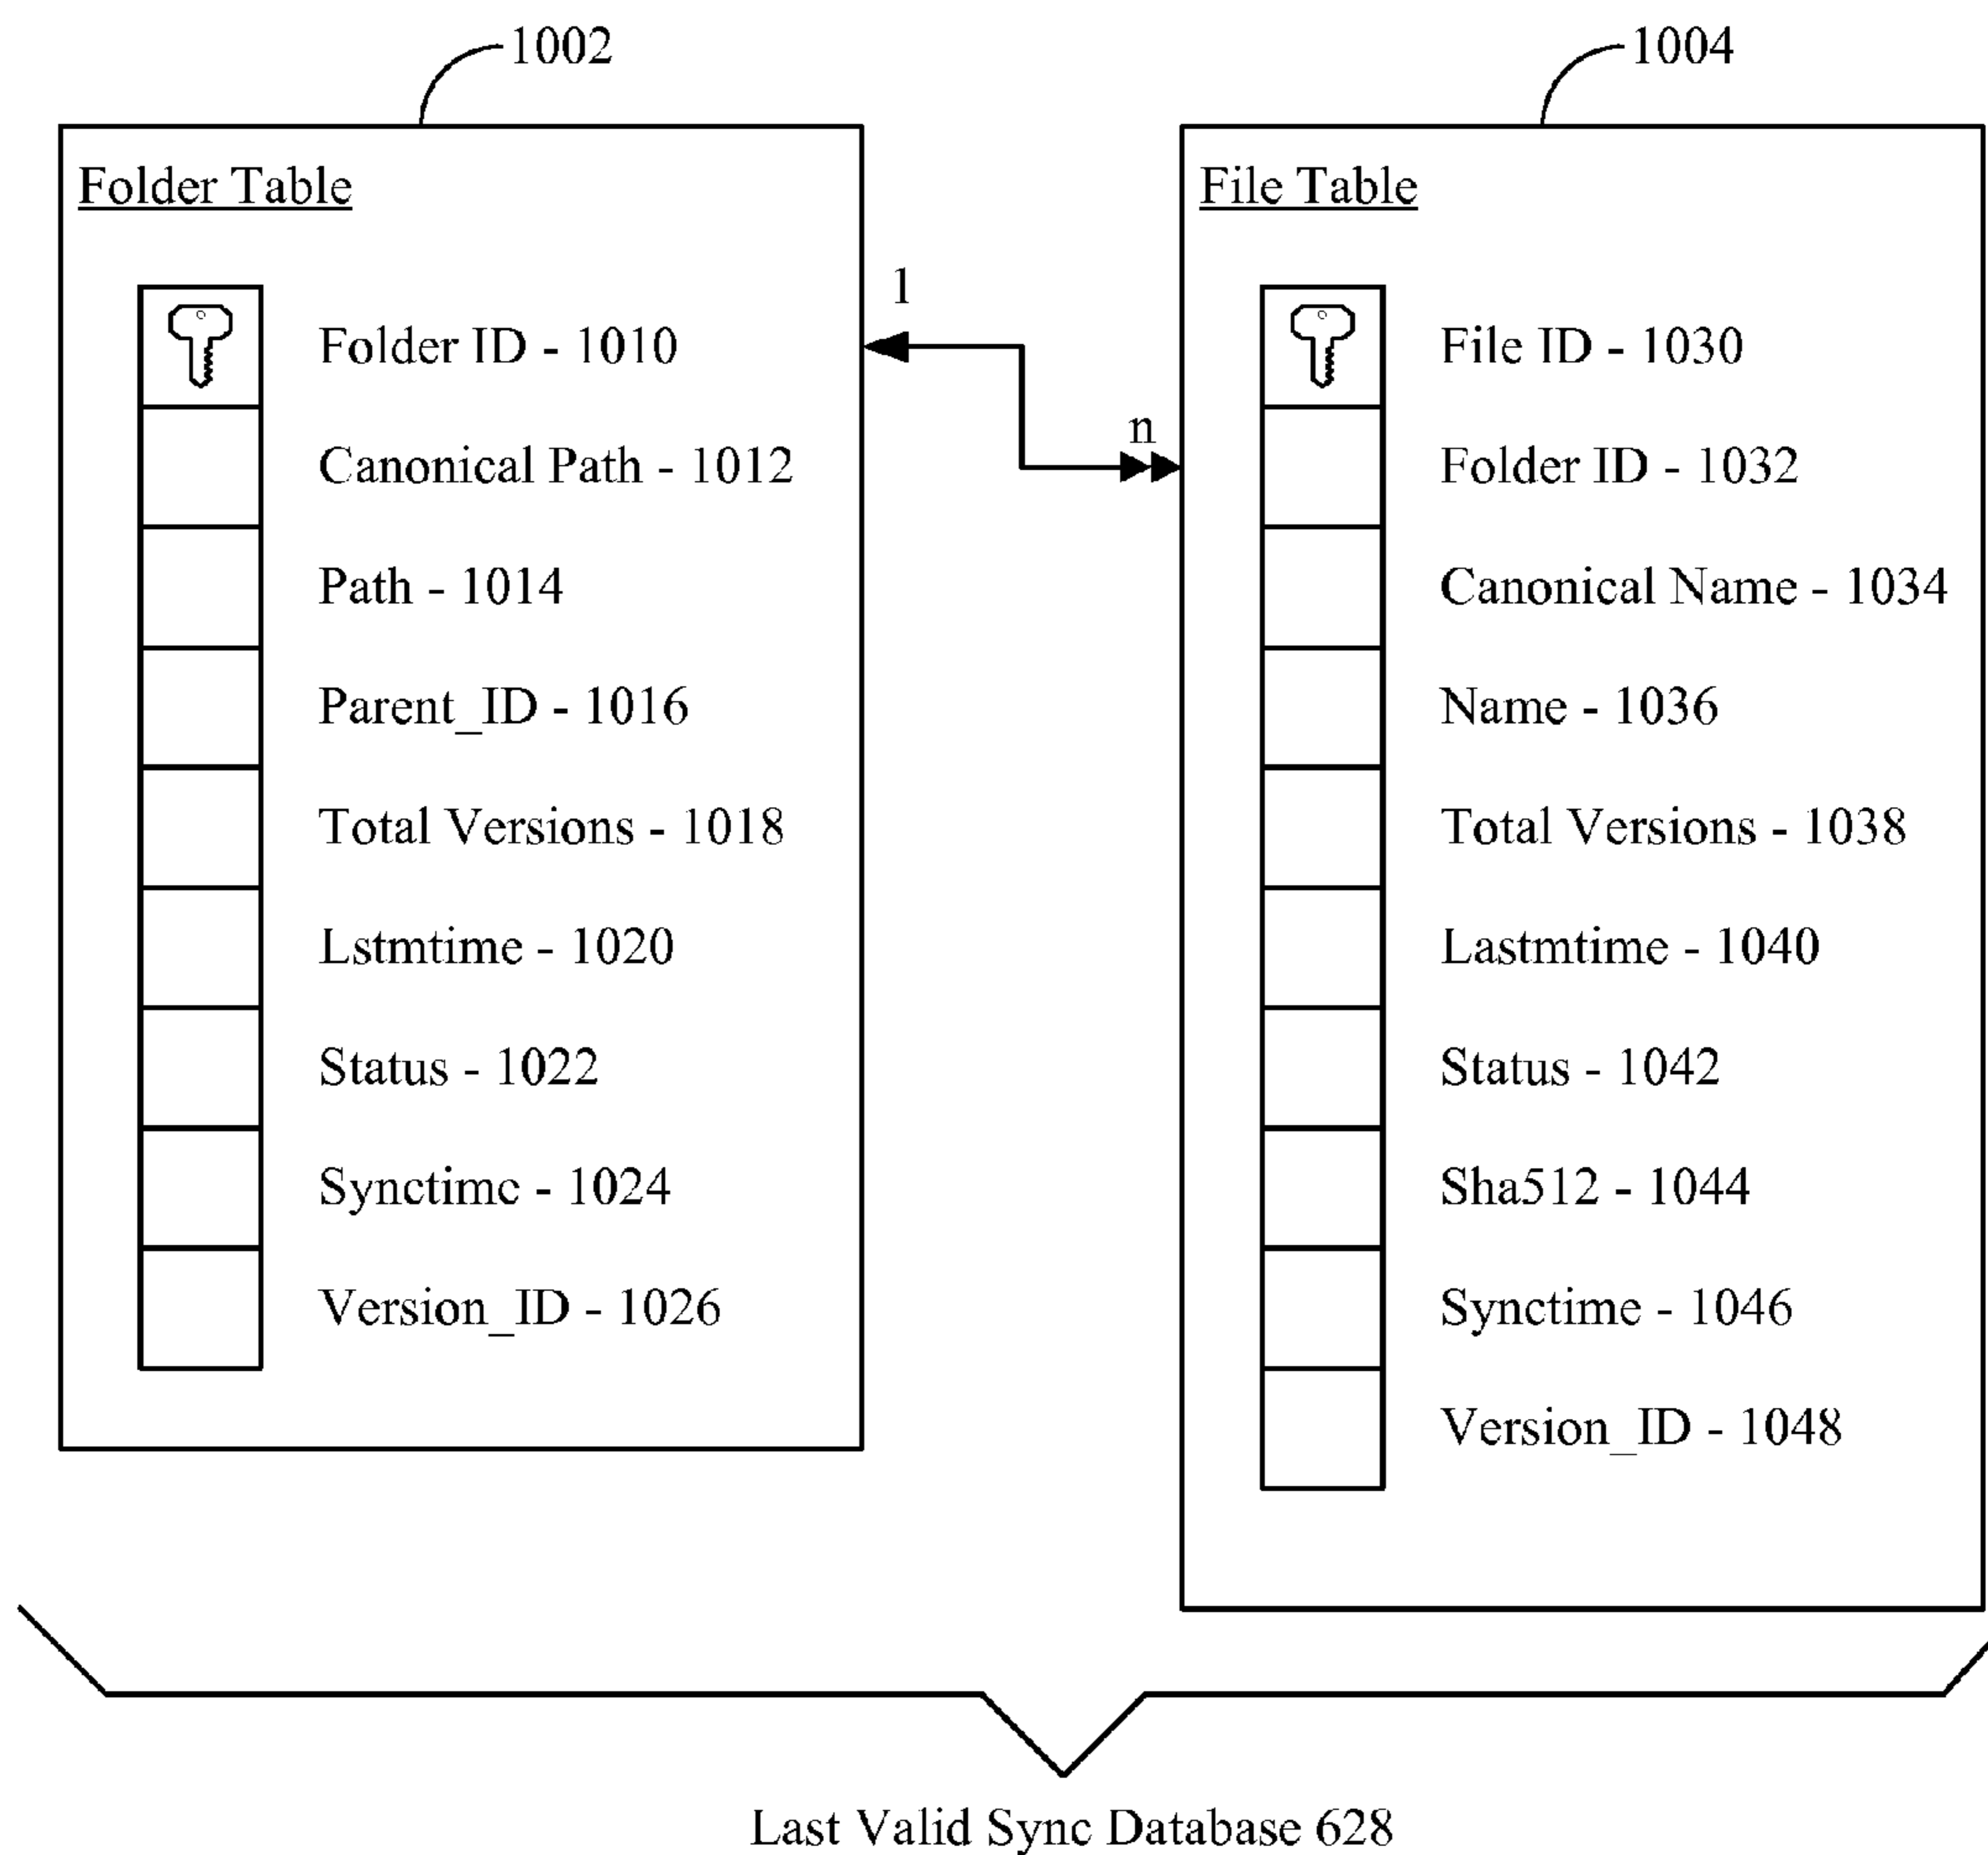 1002
1004
Folder Table
Folder ID - 1010
Canonical Path - 1012
Path - 1014
Parent_ID - 1016
Total Versions - 1018
Lstmtime - 1020
Status - 1022
Synctime - 1024
Version_ID - 1026
1
n
File Table
File ID - 1030
Folder ID - 1032
Canonical Name - 1034
Name - 1036
Total Versions - 1038
Lastmtime - 1040
Status - 1042
Sha512 - 1044
Synctime - 1046
Version_ID - 1048
Last Valid Sync Database 628